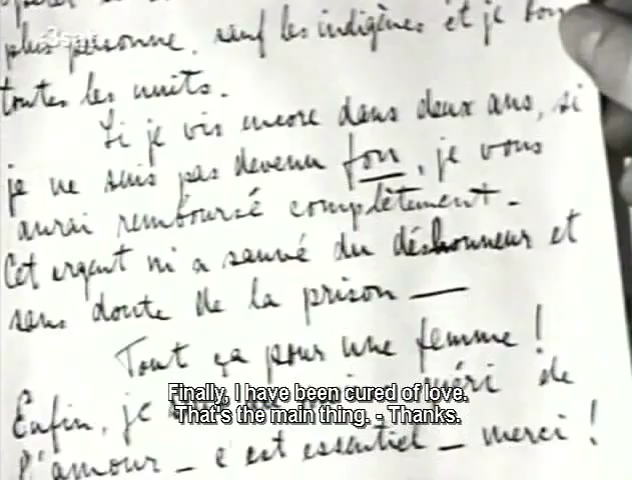 plus personne, sauf les indigènes et je
3sat
toutes les nuits.
Si je vis encore dans deux ans, si
je ne suis pas devenu fou, je vous
aurai remboursé complètement.
Cet argent m'a sauvé du déshonneur et
sans doute de la prison —
Tout ça pour une femme !
Finally, I have been cured of love.
That's the main thing. - Thanks.
Enfin, je guéri de
l'amour – c'est essentiel – merci !